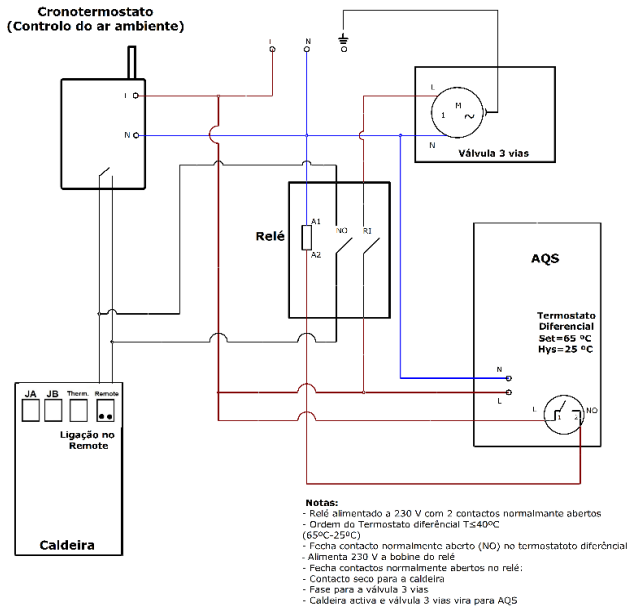 Cronotermostato
(Controlo do ar ambiente)
I
N
I
N
L
M
1
N
Válvula 3 vias
Relé
A1
A2
NO
RI
AQS
Termostato
Diferencial
Set=65 ºC
Hys=25 ºC
N
L
L
1
2
NO
JA
JB
Therm.
Remote
Ligação no
Remote
Caldeira
Notas:
- Relé alimentado a 230 V com 2 contactos normalmante abertos
- Ordem do Termostato diferêncial T≤40ºC
(65ºC-25ºC)
- Fecha contacto normalmente aberto (NO) no termostatoto diferêncial
- Alimenta 230 V a bobine do relé
- Fecha contactos normalmente abertos no relé:
- Contacto seco para a caldeira
- Fase para a válvula 3 vias
- Caldeira activa e válvula 3 vias vira para AQS